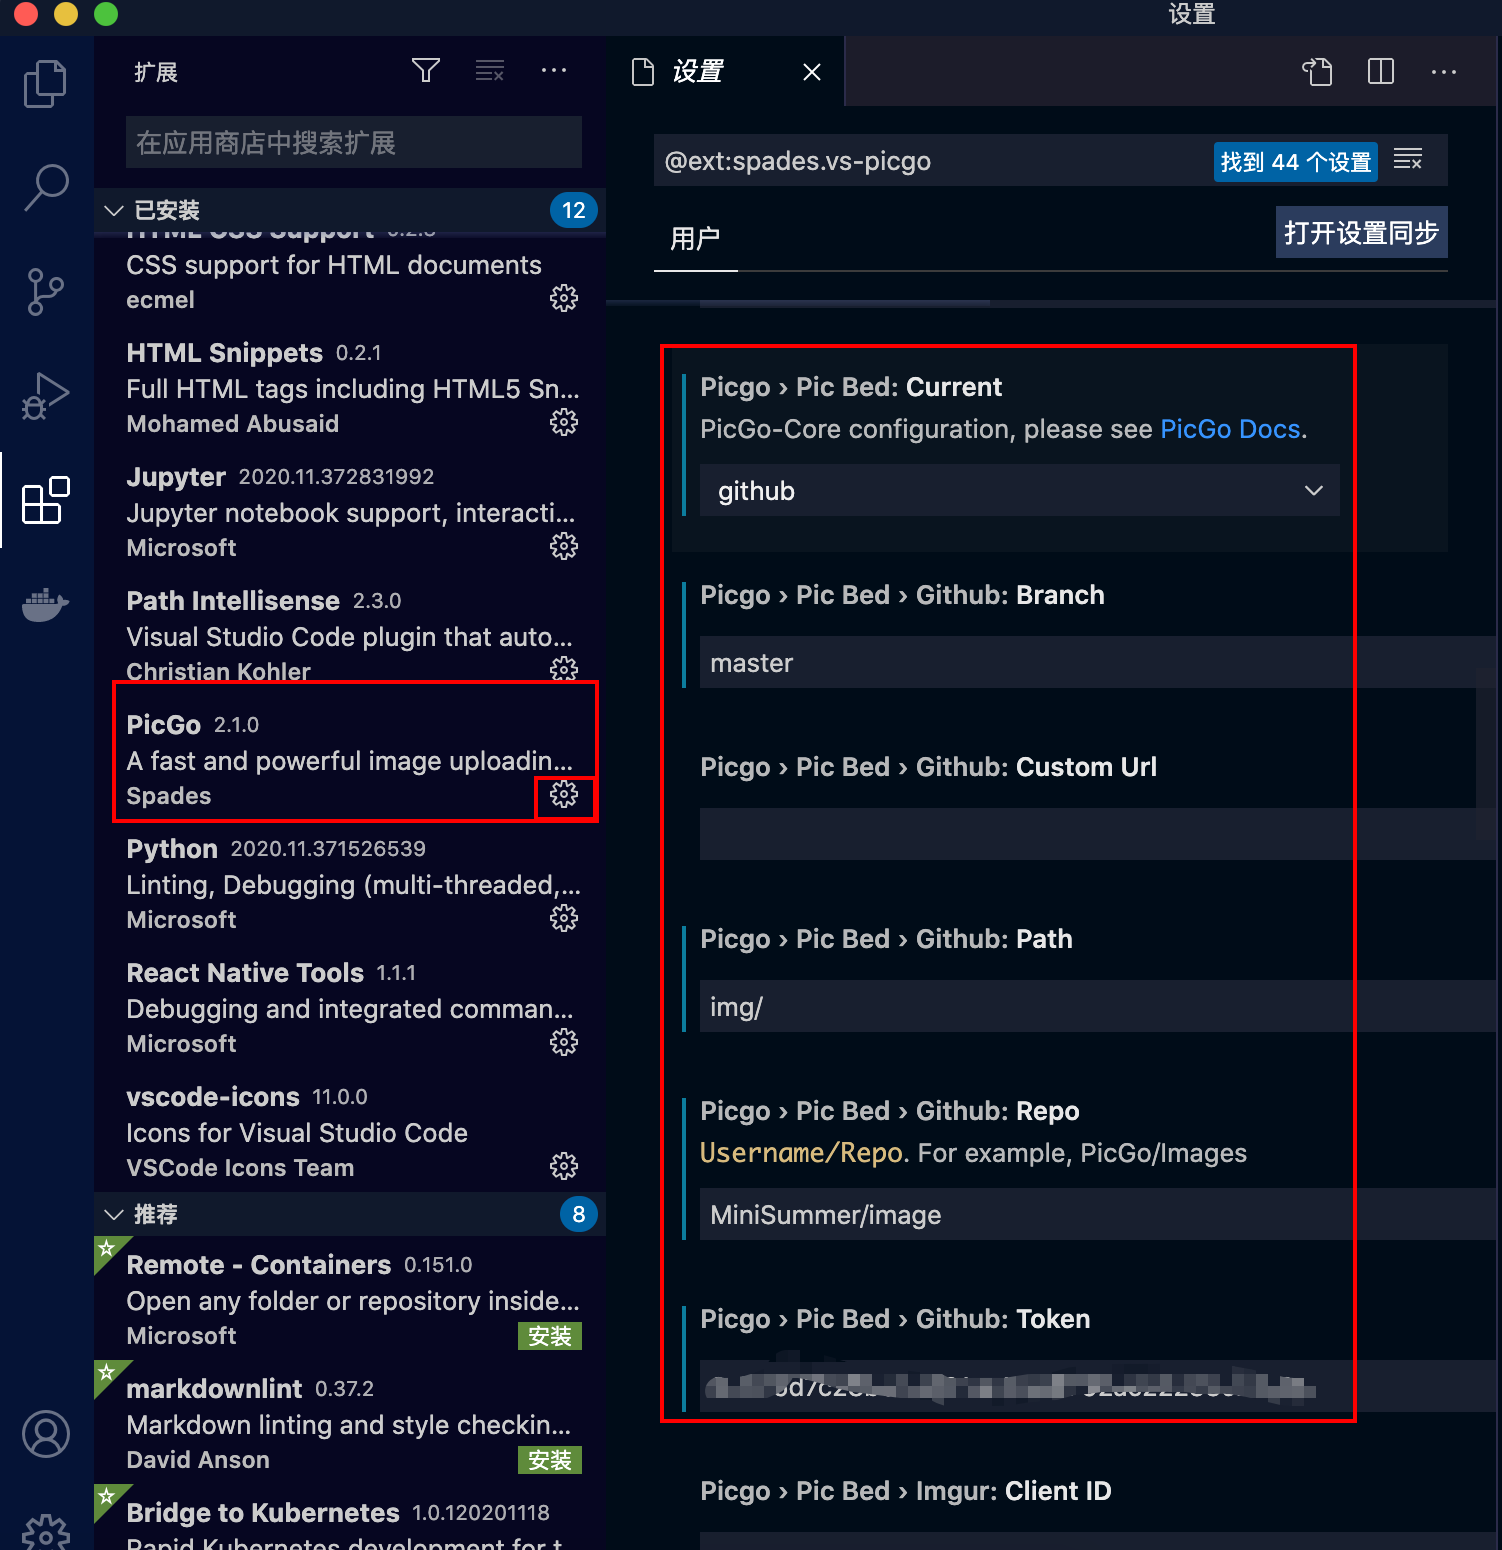 设置
扩展
在应用商店中搜索扩展
已安装
12
HTML CSS Support 0.2.3
CSS support for HTML documents
ecmel
HTML Snippets 0.2.1
Full HTML tags including HTML5 Sn...
Mohamed Abusaid
Jupyter 2020.11.372831992
Jupyter notebook support, interacti...
Microsoft
Path Intellisense 2.3.0
Visual Studio Code plugin that auto...
Christian Kohler
PicGo 2.1.0
A fast and powerful image uploadin...
Spades
Python 2020.11.371526539
Linting, Debugging (multi-threaded,...
Microsoft
React Native Tools 1.1.1
Debugging and integrated comman...
Microsoft
vscode-icons 11.0.0
Icons for Visual Studio Code
VSCode Icons Team
推荐
8
Remote - Containers 0.151.0
Open any folder or repository inside...
Microsoft
安装
markdownlint 0.37.2
Markdown linting and style checkin...
David Anson
安装
Bridge to Kubernetes 1.0.120201118
Rapid Kubernetes development for t
设置
@ext:spades.vs-picgo
找到 44 个设置
用户
打开设置同步
Picgo › Pic Bed: Current
PicGo-Core configuration, please see PicGo Docs.
github
Picgo › Pic Bed › Github: Branch
master
Picgo › Pic Bed › Github: Custom Url
Picgo › Pic Bed › Github: Path
img/
Picgo › Pic Bed › Github: Repo
Username/Repo. For example, PicGo/Images
MiniSummer/image
Picgo › Pic Bed › Github: Token
Picgo › Pic Bed › Imgur: Client ID